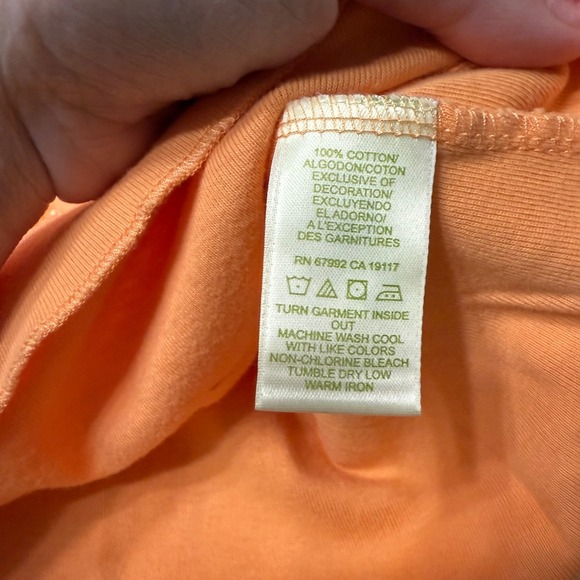 100% COTTON/
ALGODON/COTON
EXCLUSIVE OF
DECORATION/
EXCLUYENDO
EL ADORNO/
A L'EXCEPTION
DES GARNITURES
RN 67992 CA 19117
TURN GARMENT INSIDE
OUT
MACHINE WASH COOL
WITH LIKE COLORS
NON-CHLORINE BLEACH
TUMBLE DRY LOW
WARM IRON